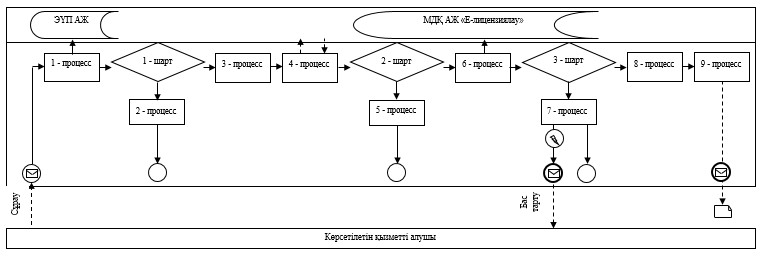 ЭҮП АЖ
МДҚ АЖ «Е-лицензиялау»
1 - процесс
1 - шарт
3 - процесс
4 - процесс
2 - шарт
6 - процесс
3 - шарт
8 - процесс
9 - процесс
2 - процесс
5 - процесс
7 - процесс
Сұрау
Бас
тарту
Көрсетілетін қызметті алушы